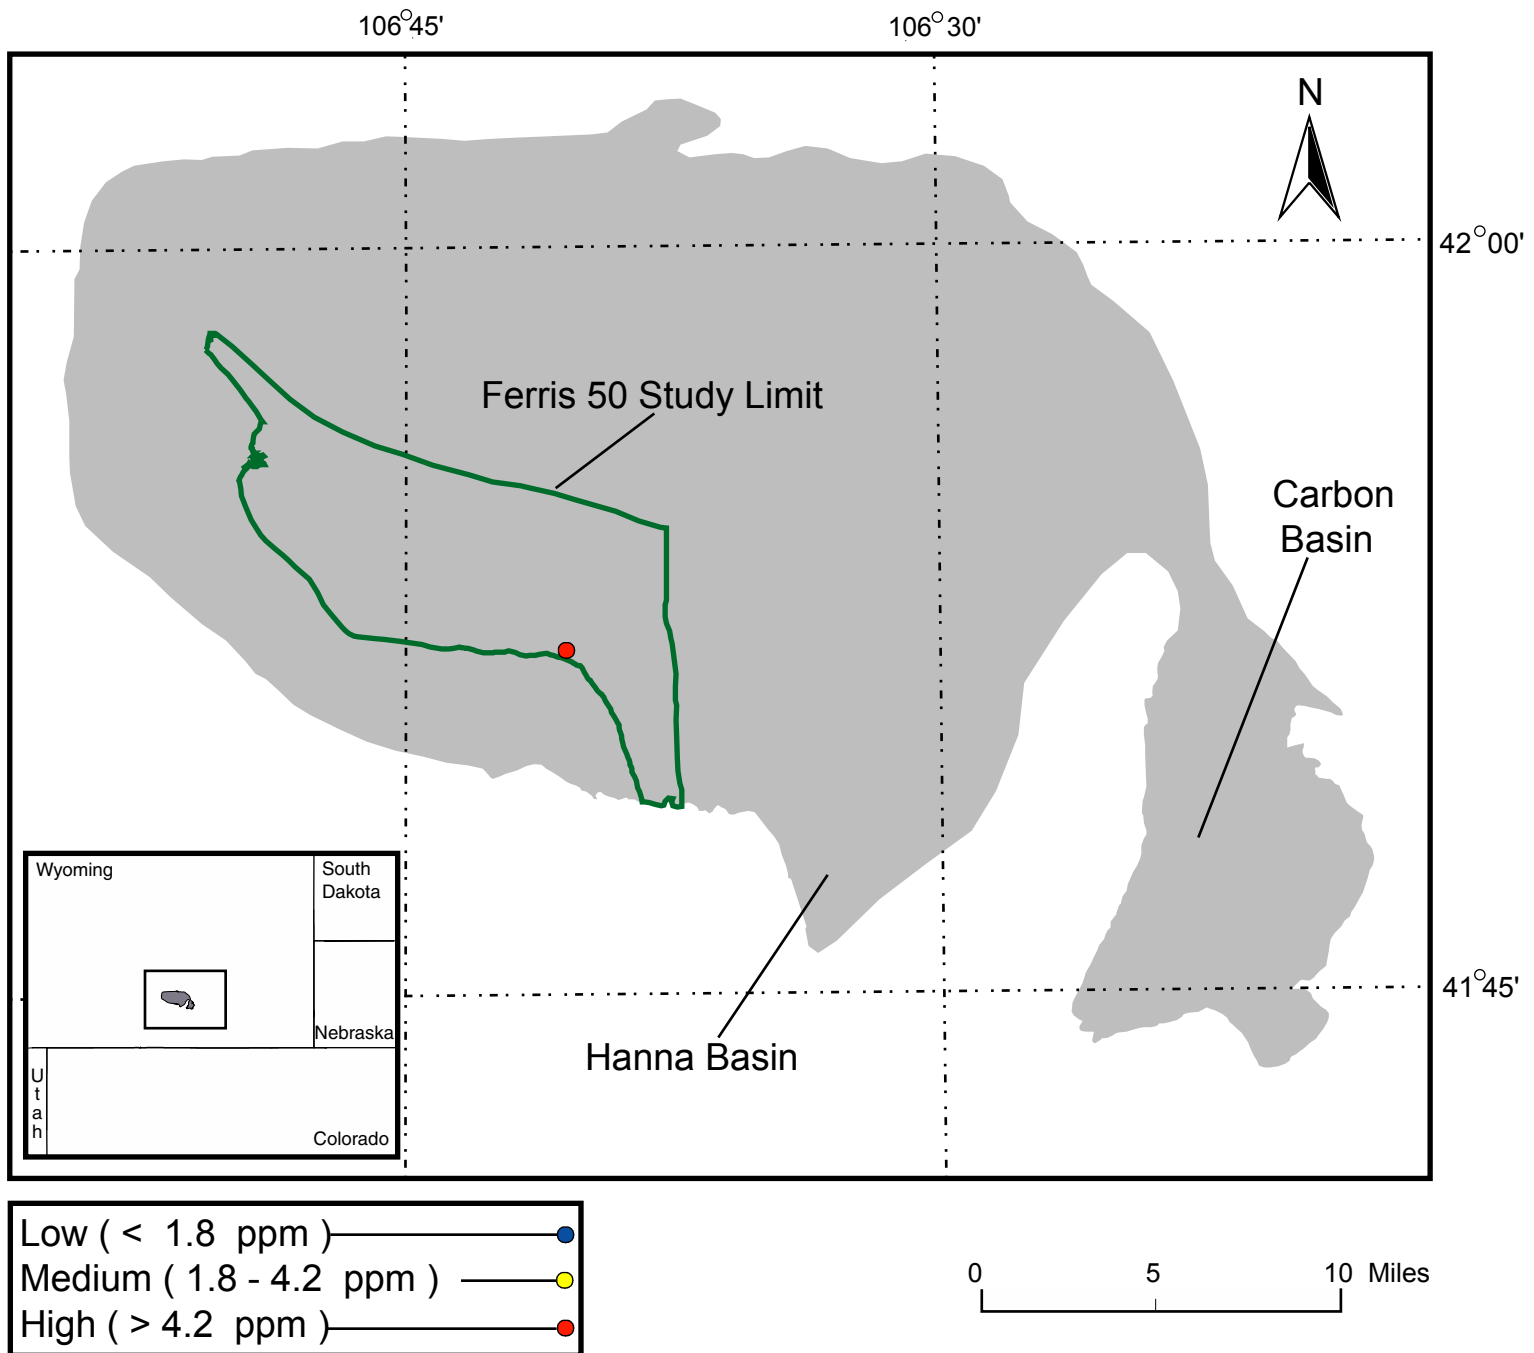 106°45'
106°30'
N
42°00'
Ferris 50 Study Limit
Carbon
Basin
Wyoming
South
Dakota
41°45'
Nebraska
Hanna Basin
U
t
a
h
Colorado
Low ( < 1.8 ppm )
Medium ( 1.8 - 4.2 ppm )
High ( > 4.2 ppm )
0 5 10 Miles